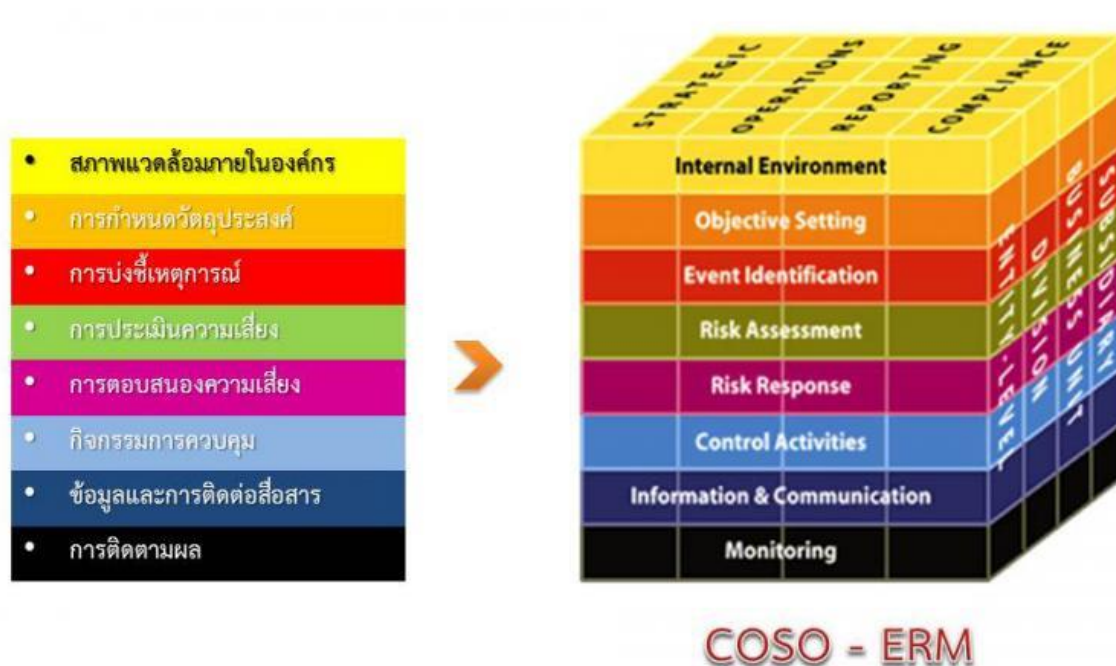 • สภาพแวดล้อมภายในองค์กร
• การกำหนดวัตถุประสงค์
• การบ่งชี้เหตุการณ์
• การประเมินความเสี่ยง
• การตอบสนองความเสี่ยง
• กิจกรรมการควบคุม
• ข้อมูลและการติดต่อสื่อสาร
• การติดตามผล
STRATEGIC
OPERATIONS
REPORTING
COMPLIANCE
Internal Environment
Objective Setting
Event Identification
Risk Assessment
Risk Response
Control Activities
Information & Communication
Monitoring
ENTITY-LEVEL
DIVISION
BUSINESS UNIT
SUBSIDIARY
COSO - ERM